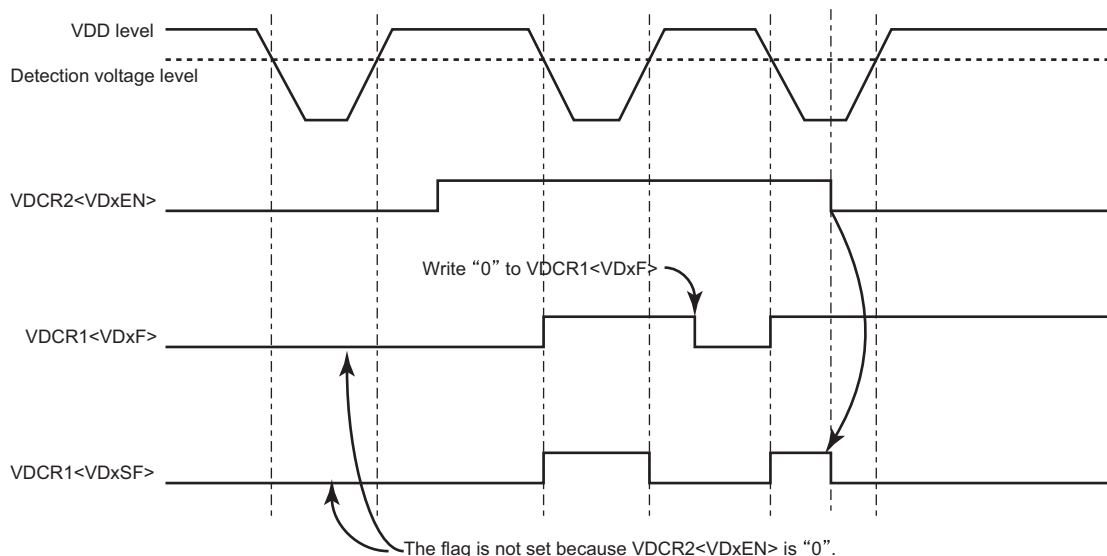 VDD level
Detection voltage level
VDCR2<VDxEN>
Write “0” to VDCR1<VDxF>
VDCR1<VDxF>
VDCR1<VDxSF>
The flag is not set because VDCR2<VDxEN> is “0”.